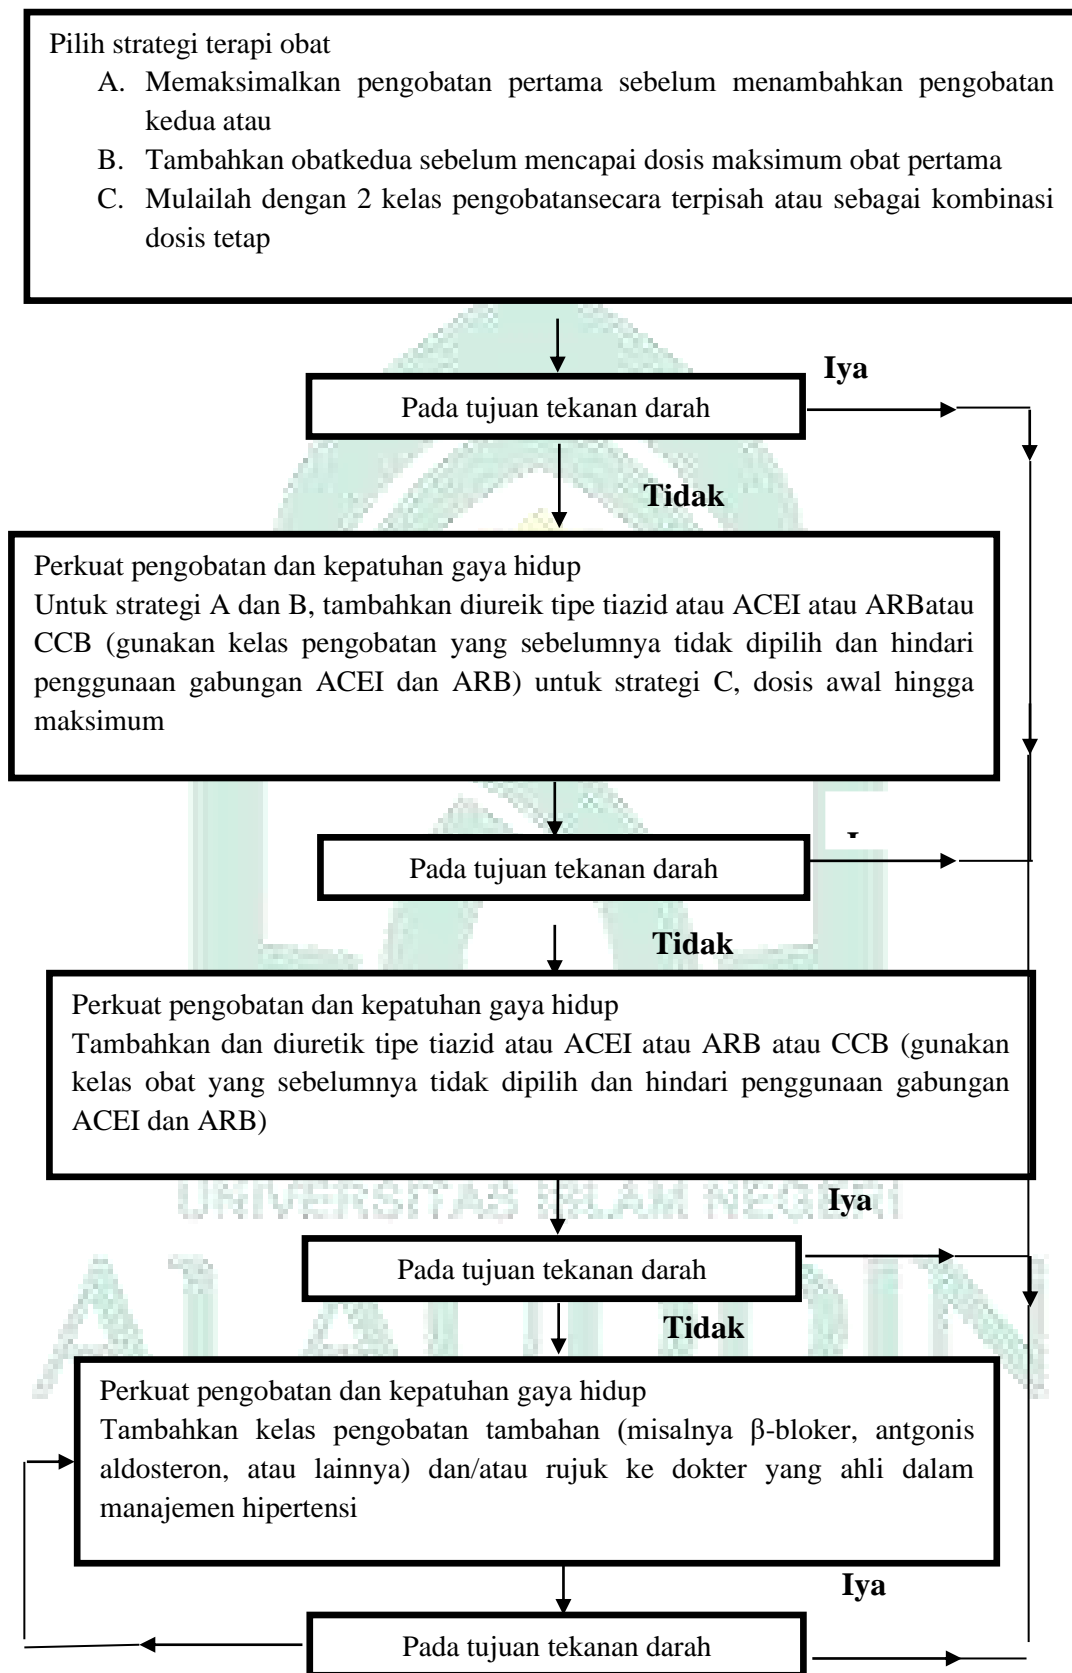 Pilih strategi terapi obat
A. Memaksimalkan pengobatan pertama sebelum menambahkan pengobatan
kedua atau
B. Tambahkan obatkedua sebelum mencapai dosis maksimum obat pertama
C. Mulailah dengan 2 kelas pengobatansecara terpisah atau sebagai kombinasi
dosis tetap
Iya
Pada tujuan tekanan darah
Tidak
Perkuat pengobatan dan kepatuhan gaya hidup
Untuk strategi A dan B, tambahkan diureik tipe tiazid atau ACEI atau ARBatau
CCB (gunakan kelas pengobatan yang sebelumnya tidak dipilih dan hindari
penggunaan gabungan ACEI dan ARB) untuk strategi C, dosis awal hingga
maksimum
Pada tujuan tekanan darah
Tidak
Perkuat pengobatan dan kepatuhan gaya hidup
Tambahkan dan diuretik tipe tiazid atau ACEI atau ARB atau CCB (gunakan
kelas obat yang sebelumnya tidak dipilih dan hindari penggunaan gabungan
ACEI dan ARB)
UNIVERSITAS ISLAM NEGERI
Iya
Pada tujuan tekanan darah
ALAUDDIN
Tidak
Perkuat pengobatan dan kepatuhan gaya hidup
Tambahkan kelas pengobatan tambahan (misalnya β-bloker, antgonis
aldosteron, atau lainnya) dan/atau rujuk ke dokter yang ahli dalam
manajemen hipertensi
Iya
Pada tujuan tekanan darah